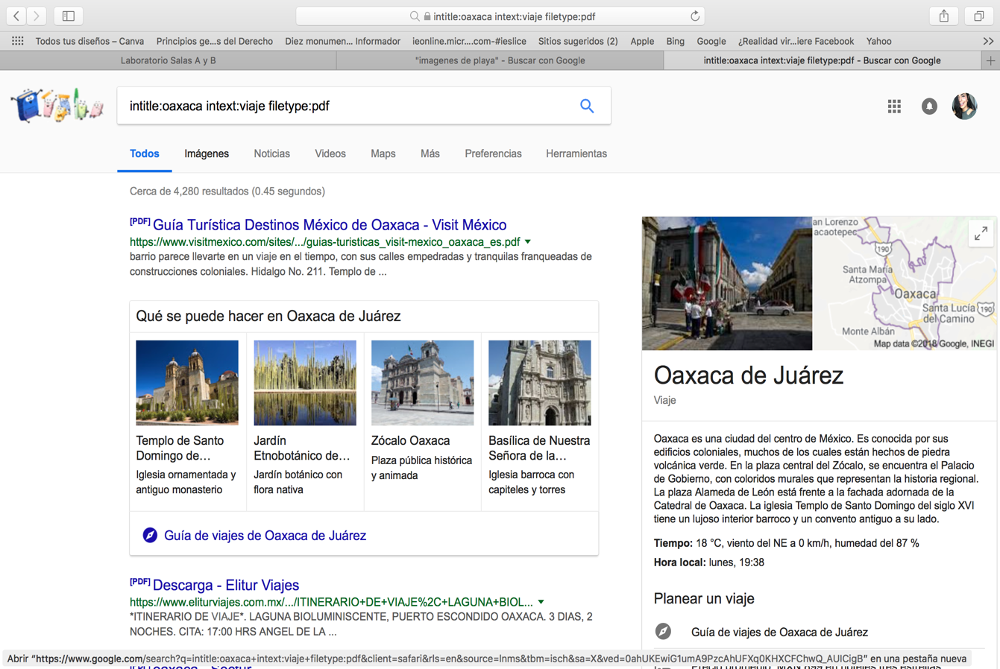 intitle:oaxaca intext:viaje filetype:pdf
Todos tus diseños – Canva Principios ge...s del Derecho Diez monumen... Informador ieonline.micr....com-#ieslice Sitios sugeridos (2) Apple Bing Google ¿Realidad vir...iere Facebook Yahoo
Laboratorio Salas A y B "imagenes de playa" - Buscar con Google intitle:oaxaca intext:viaje filetype:pdf - Buscar con Google
intitle:oaxaca intext:viaje filetype:pdf
Todos Imágenes Noticias Videos Maps Más Preferencias Herramientas
Cerca de 4,280 resultados (0.45 segundos)
[PDF] Guía Turística Destinos México de Oaxaca - Visit México
https://www.visitmexico.com/sites/.../guias-turisticas_visit-mexico_oaxaca_es.pdf
barrio parece llevarte en un viaje en el tiempo, con sus calles empedradas y tranquilas franqueadas de
construcciones coloniales. Hidalgo No. 211. Templo de ...
Qué se puede hacer en Oaxaca de Juárez
Templo de Santo
Domingo de...
Iglesia ornamentada y
antiguo monasterio
Jardín
Etnobotánico de...
Jardín botánico con
flora nativa
Zócalo Oaxaca
Plaza pública histórica
y animada
Basílica de Nuestra
Señora de la...
Iglesia barroca con
capiteles y torres
Guía de viajes de Oaxaca de Juárez
[PDF] Descarga - Elitur Viajes
https://www.eliturviajes.com.mx/.../ITINERARIO+DE+VIAJE%2C+LAGUNA+BIOL...
*ITINERARIO DE VIAJE*. LAGUNA BIOLUMINISCENTE, PUERTO ESCONDIDO OAXACA. 3 DIAS, 2
NOCHES. CITA: 17:00 HRS ANGEL DE LA ...
an Lorenzo
acaotepec
190
Santa María
Atzompa
Oaxaca
Santa Lucía
del Camino
190
Monte Albán
Map data ©2018 Google, INEGI
Oaxaca de Juárez
Viaje
Oaxaca es una ciudad del centro de México. Es conocida por sus
edificios coloniales, muchos de los cuales están hechos de piedra
volcánica verde. En la plaza central del Zócalo, se encuentra el Palacio
de Gobierno, con coloridos murales que representan la historia regional.
La plaza Alameda de León está frente a la fachada adornada de la
Catedral de Oaxaca. La iglesia Templo de Santo Domingo del siglo XVI
tiene un lujoso interior barroco y un convento antiguo a su lado.
Tiempo: 18 °C, viento del NE a 0 km/h, humedad del 87 %
Hora local: lunes, 19:38
Planear un viaje
Guía de viajes de Oaxaca de Juárez
Abrir "https://www.google.com/search?q=intitle:oaxaca+intext:viaje+filetype:pdf&client=safari&rls=en&source=lnms&tbm=isch&sa=X&ved=0ahUKEwiG1umA9PzcAhUFXq0KHXCFChwQ_AUICigB" en una pestaña nueva